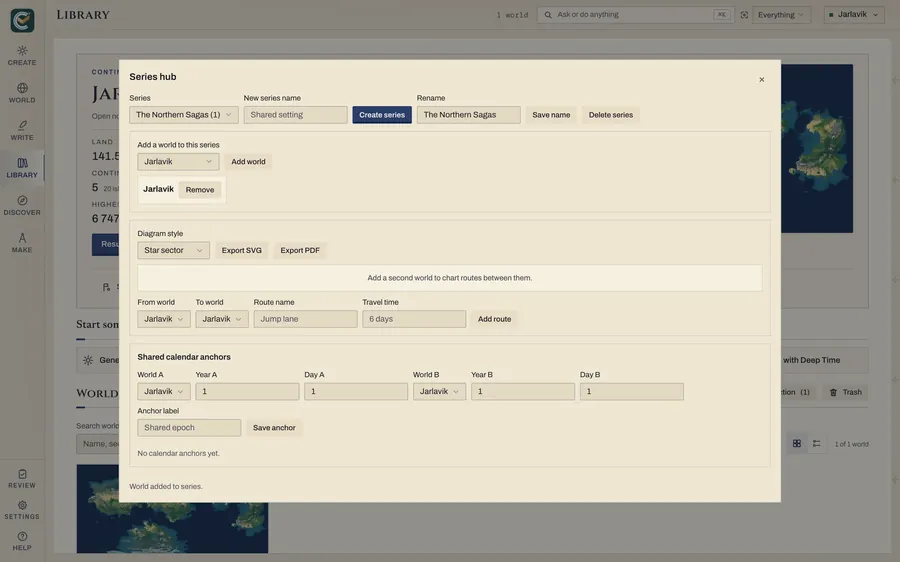 LIBRARY
1 world
Ask or do anything
⌘K
Everything
Jarlavik
CREATE
WORLD
WRITE
LIBRARY
DISCOVER
MAKE
REVIEW
SETTINGS
HELP
CONTI
JAR
Open no
LAND
141.5
CONTIN
5 20 isl
HIGHES
6 747
Resu
Start som
Gene
with Deep Time
WORLD
ction (1)
Trash
Search world
Name, see
1 of 1 world
Series hub
×
Series
New series name
Rename
The Northern Sagas (1)
Shared setting
Create series
The Northern Sagas
Save name
Delete series
Add a world to this series
Jarlavik
Add world
Jarlavik
Remove
Diagram style
Star sector
Export SVG
Export PDF
Add a second world to chart routes between them.
From world
To world
Route name
Travel time
Jarlavik
Jarlavik
Jump lane
6 days
Add route
Shared calendar anchors
World A
Year A
Day A
World B
Year B
Day B
Jarlavik
1
1
Jarlavik
1
1
Anchor label
Shared epoch
Save anchor
No calendar anchors yet.
World added to series.